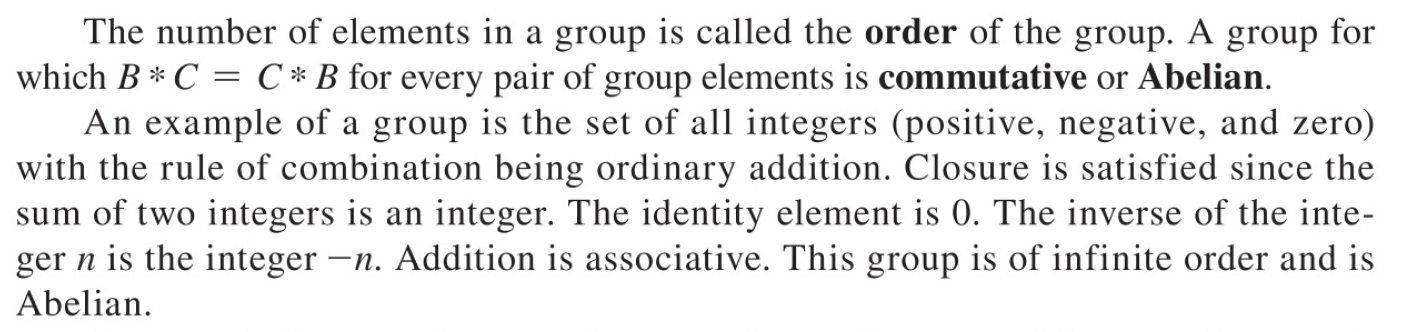 The number of elements in a group is called the order of the group. A group for
which B * C = C * B for every pair of group elements is commutative or Abelian.
An example of a group is the set of all integers (positive, negative, and zero)
with the rule of combination being ordinary addition. Closure is satisfied since the
sum of two integers is an integer. The identity element is 0. The inverse of the inte-
ger n is the integer −n. Addition is associative. This group is of infinite order and is
Abelian.